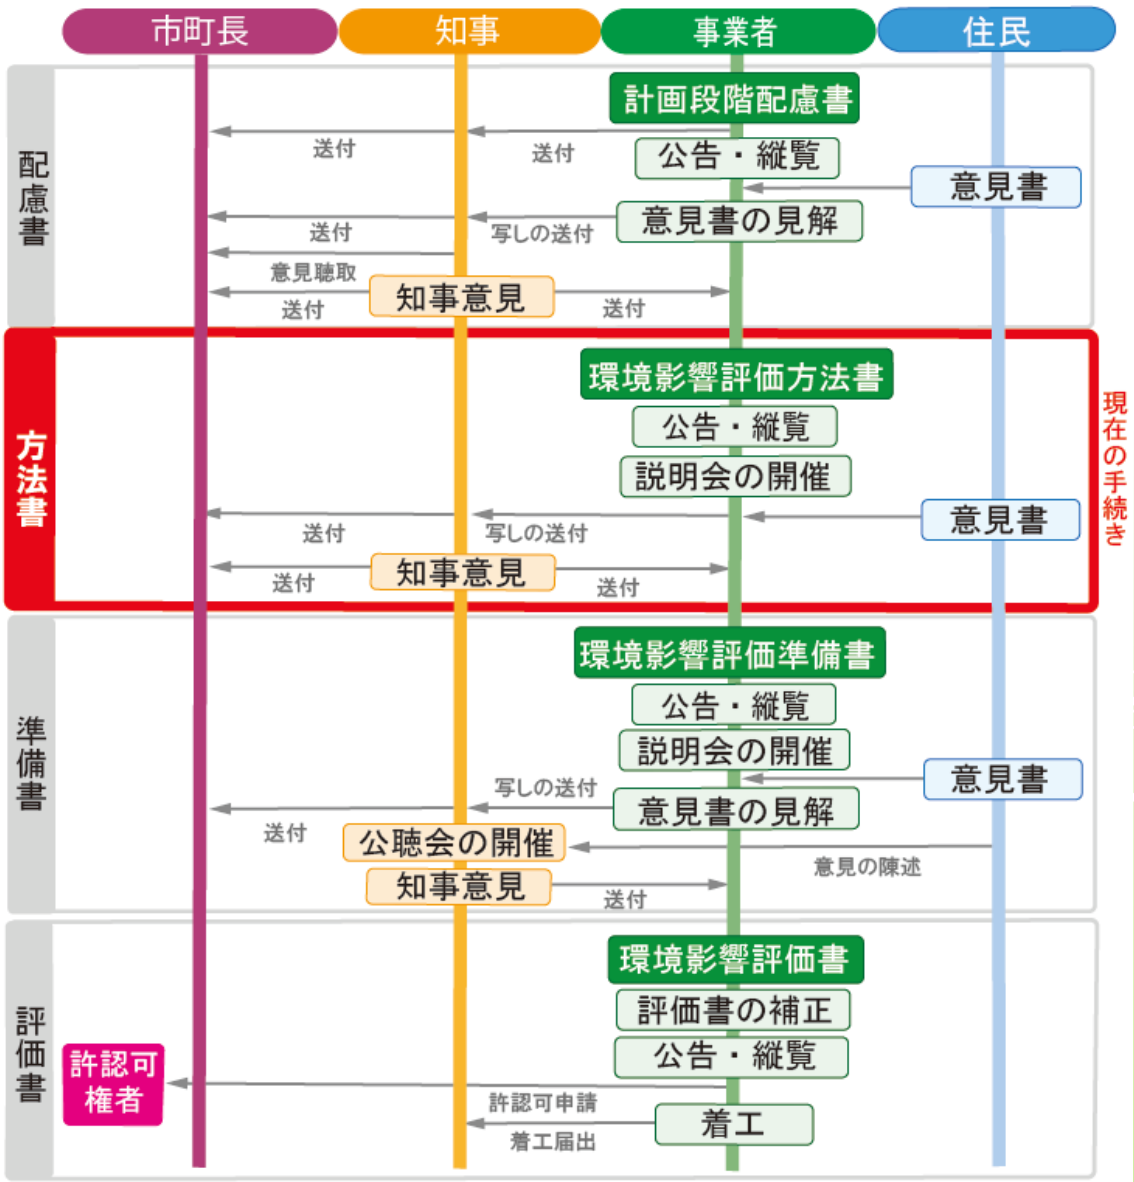 市町長
知事
事業者
住民
配慮書
計画段階配慮書
送付
送付
公告・縦覧
意見書
意見書の見解
送付
写しの送付
意見聴取
知事意見
送付
送付
方法書
現在の手続き
環境影響評価方法書
公告・縦覧
説明会の開催
意見書
送付
写しの送付
知事意見
送付
送付
準備書
環境影響評価準備書
公告・縦覧
説明会の開催
意見書
写しの送付
意見書の見解
送付
公聴会の開催
意見の陳述
知事意見
送付
評価書
環境影響評価書
評価書の補正
公告・縦覧
許認可
権者
許認可申請
着工
着工届出